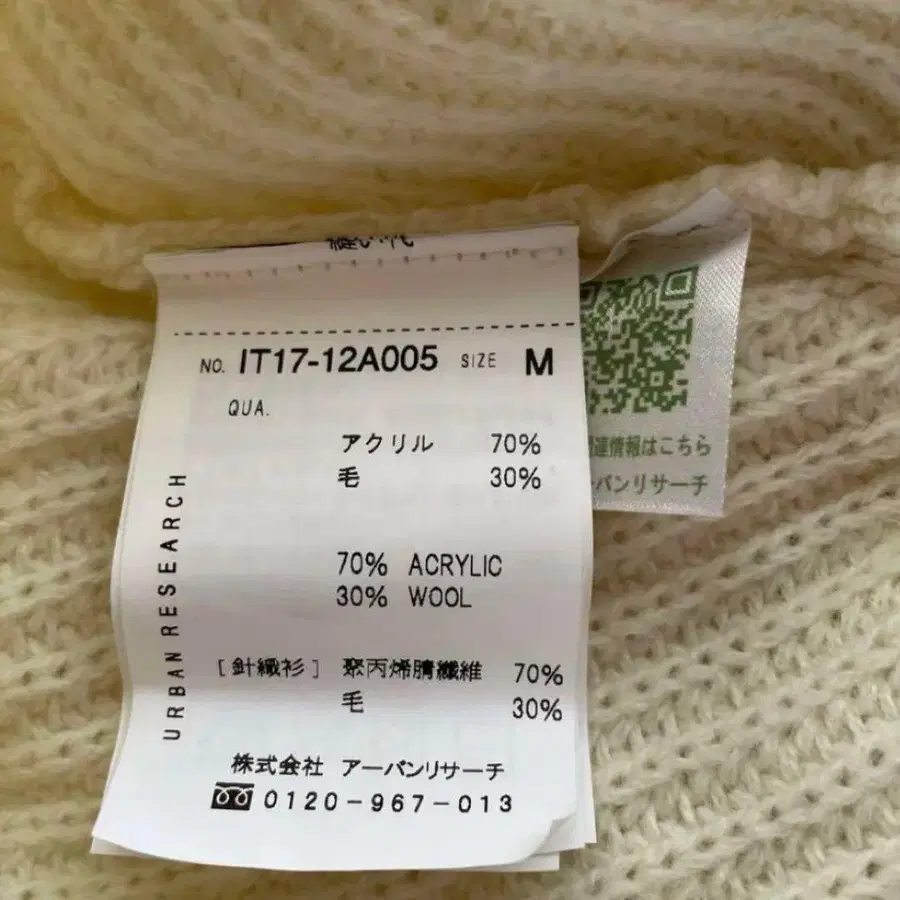 縫い代
NO. IT17-12A005 SIZE M
QUA.
アクリル 70%
毛 30%
70% ACRYLIC
30% WOOL
[針織衫] 聚丙烯腈纖維 70%
毛 30%
株式会社 アーバンリサーチ
0120-967-013
URBAN RESEARCH
連情報はこちら
ーバンリサーチ